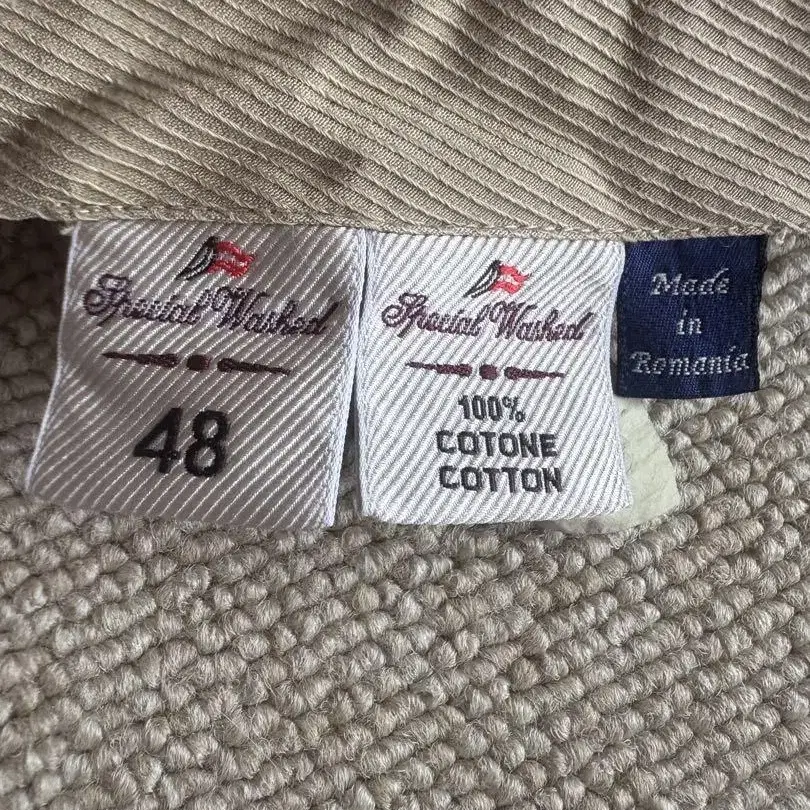 Special Washed
48
Special Washed
100%
COTONE
COTTON
Made
in
Romania